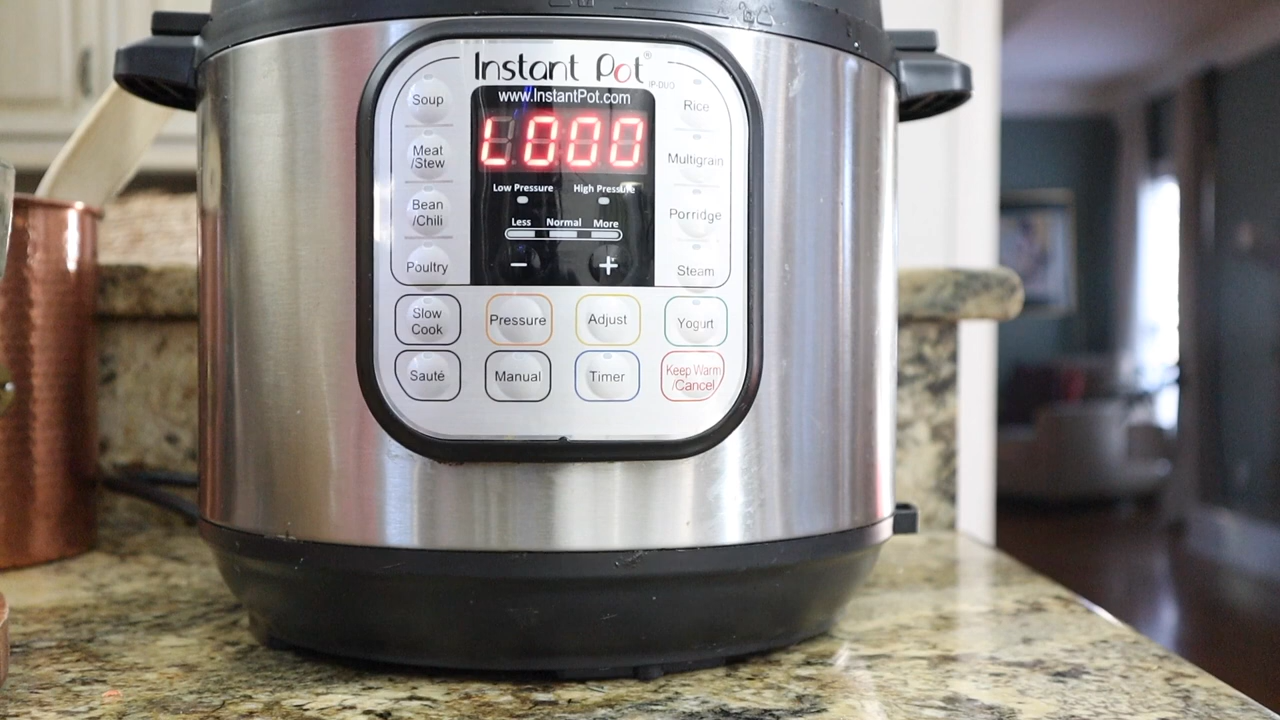 Instant Pot®
IP-DUO
www.InstantPot.com
L000
Low Pressure High Pressure
Less Normal More
− +
Soup
Meat
/Stew
Bean
/Chili
Poultry
Rice
Multigrain
Porridge
Steam
Slow
Cook
Pressure
Adjust
Yogurt
Sauté
Manual
Timer
Keep Warm
/Cancel